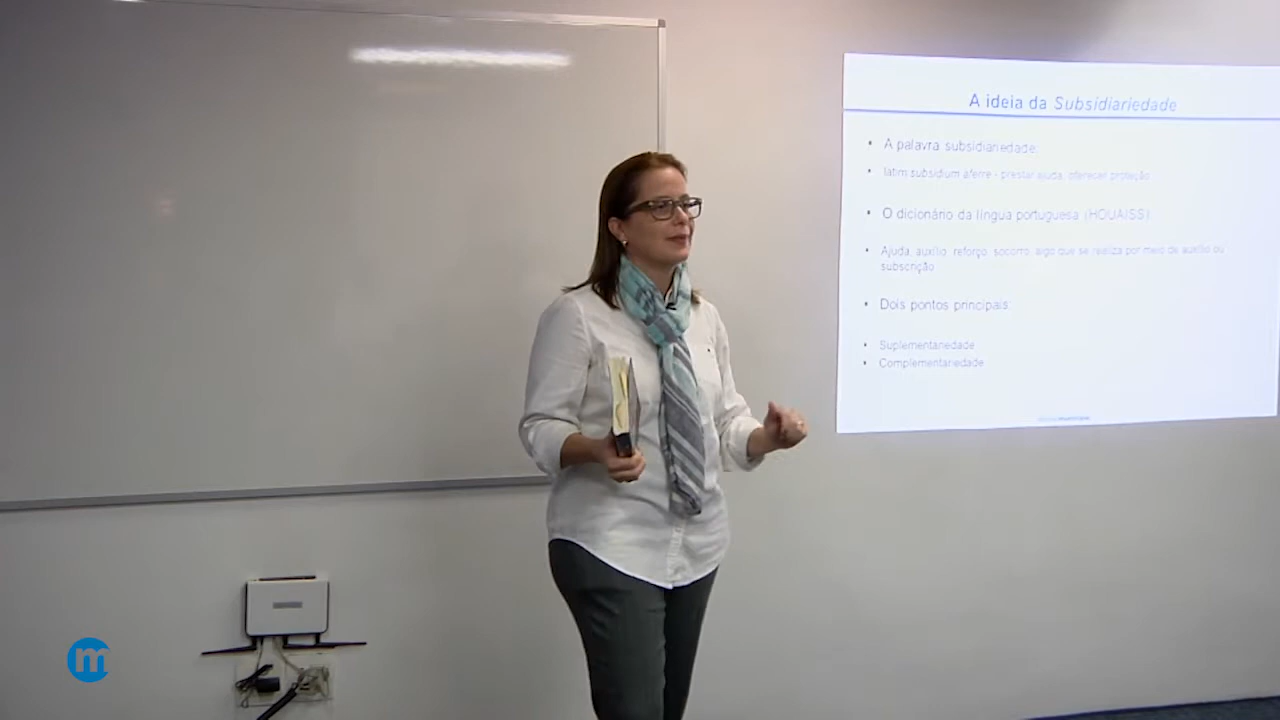 A ideia da Subsidiariedade
• A palavra subsidiariedade:
• latim subsidium aferre - prestar ajuda, oferecer proteção
• O dicionário da língua portuguesa (HOUAISS)
• Ajuda, auxílio, reforço, socorro, algo que se realiza por meio de auxílio ou
subscrição
• Dois pontos principais:
• Suplementariedade
• Complementariedade
m